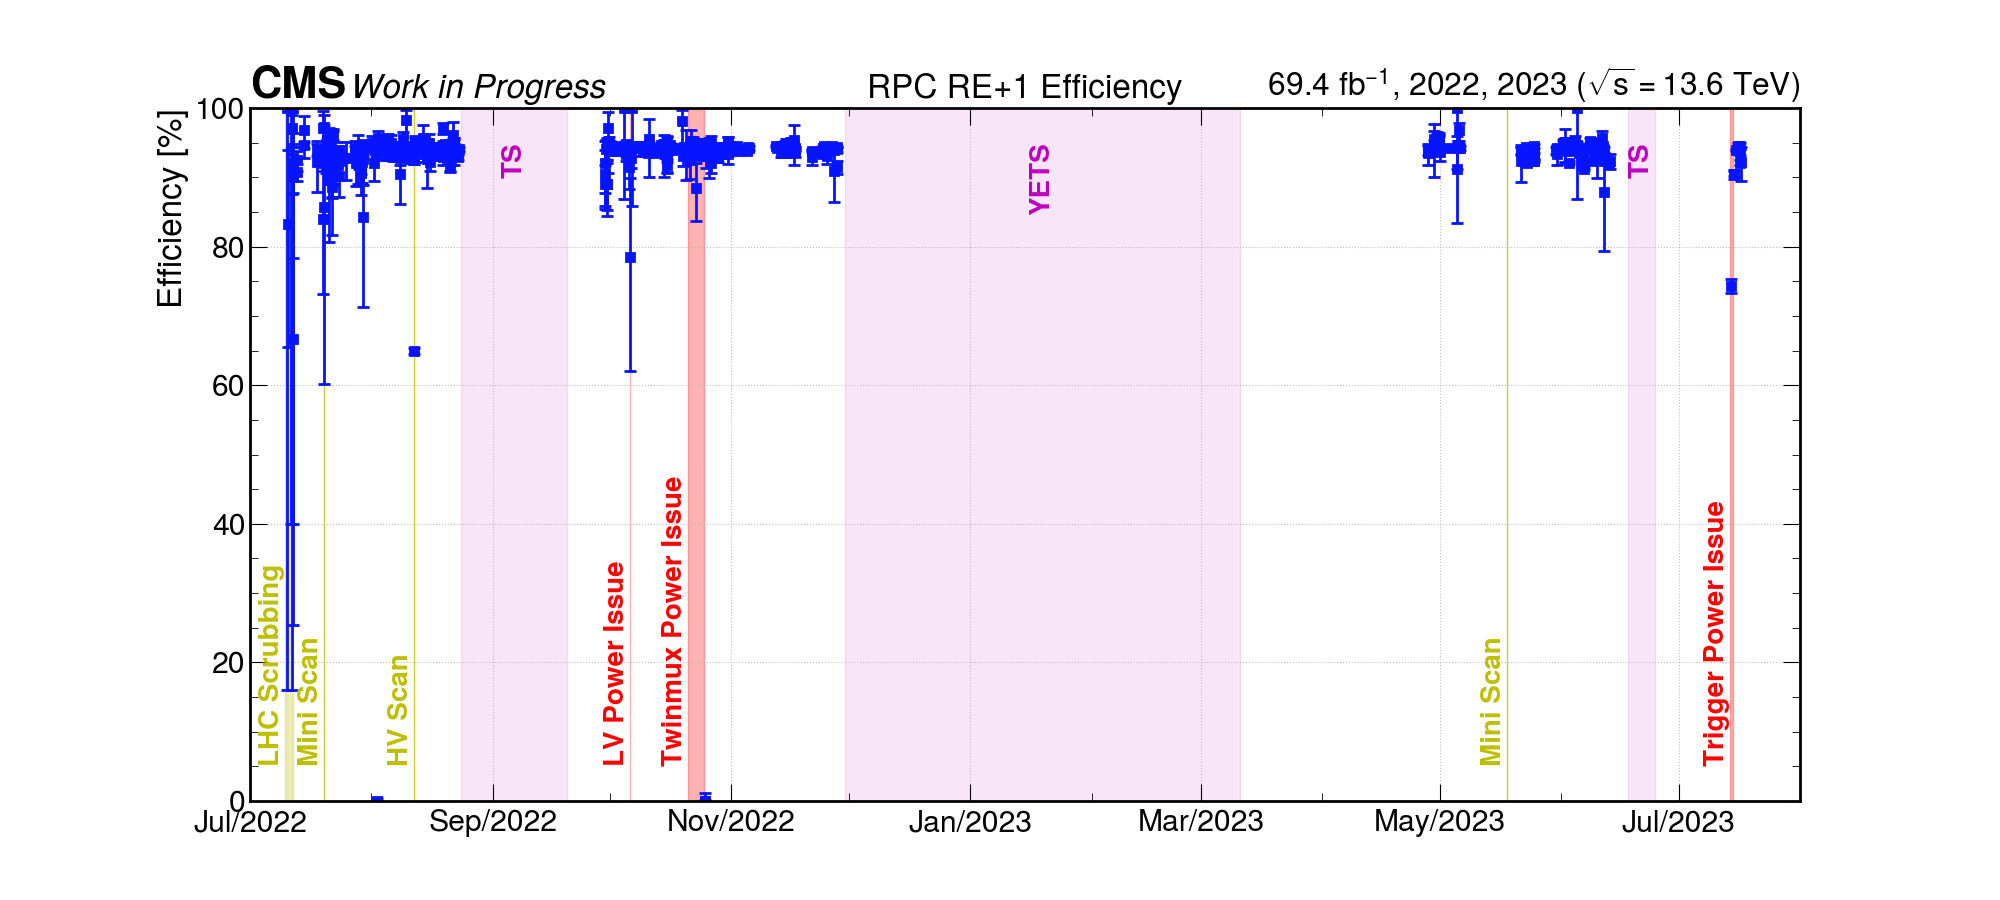 CMS Work in Progress RPC RE+1 Efficiency 69.4 fb⁻¹, 2022, 2023 (√s = 13.6 TeV)
Efficiency [%]
100
80
60
40
20
0
LHC Scrubbing
Mini Scan
HV Scan
TS
LV Power Issue
Twinmux Power Issue
YETS
Mini Scan
TS
Trigger Power Issue
Jul/2022 Sep/2022 Nov/2022 Jan/2023 Mar/2023 May/2023 Jul/2023